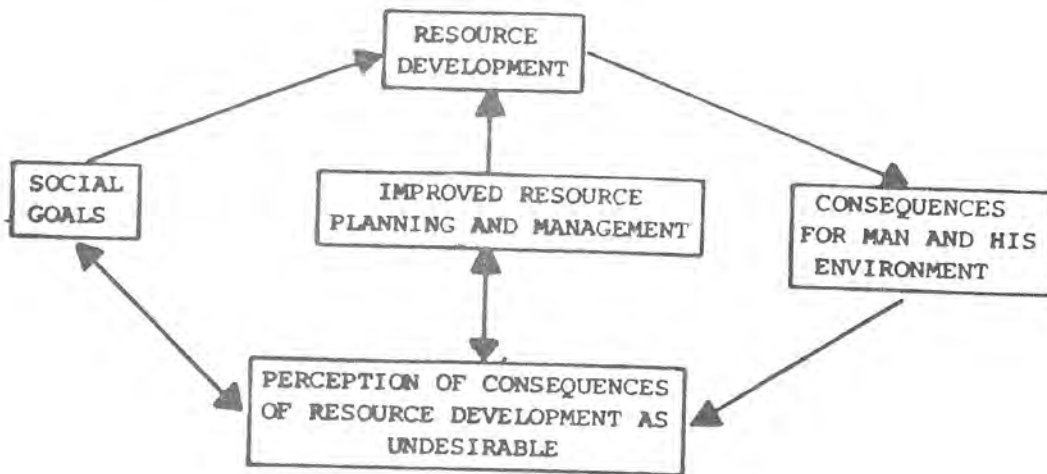 RESOURCE
DEVELOPMENT
SOCIAL
GOALS
IMPROVED RESOURCE
PLANNING AND MANAGEMENT
CONSEQUENCES
FOR MAN AND HIS
ENVIRONMENT
PERCEPTION OF CONSEQUENCES
OF RESOURCE DEVELOPMENT AS
UNDESIRABLE